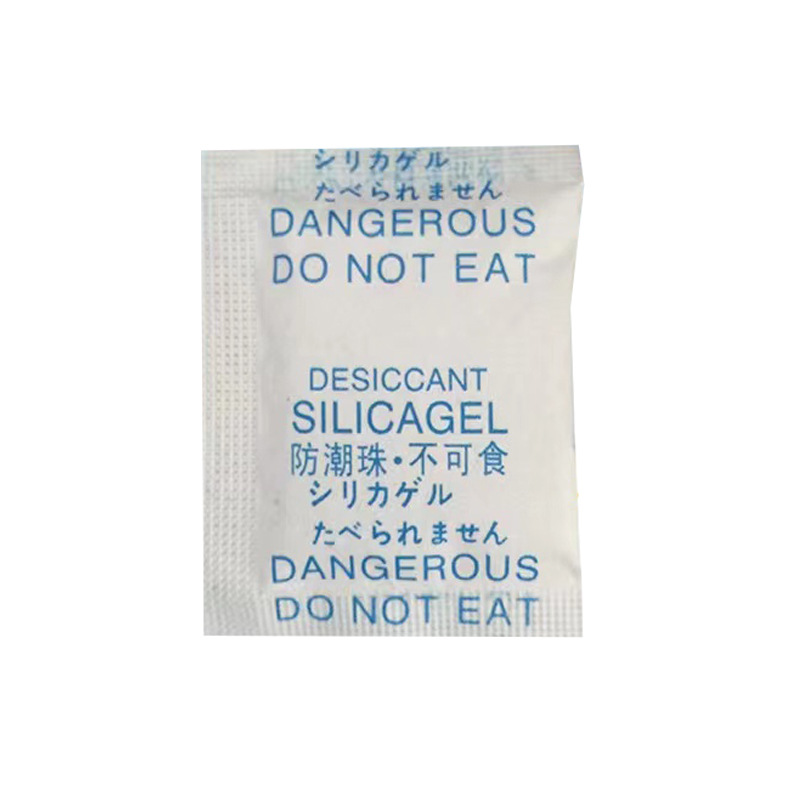 シリカゲル
たべられません
DANGEROUS
DO NOT EAT
DESICCANT
SILICAGEL
防潮珠·不可食
シリカゲル
たべられません
DANGEROUS
DO NOT EAT